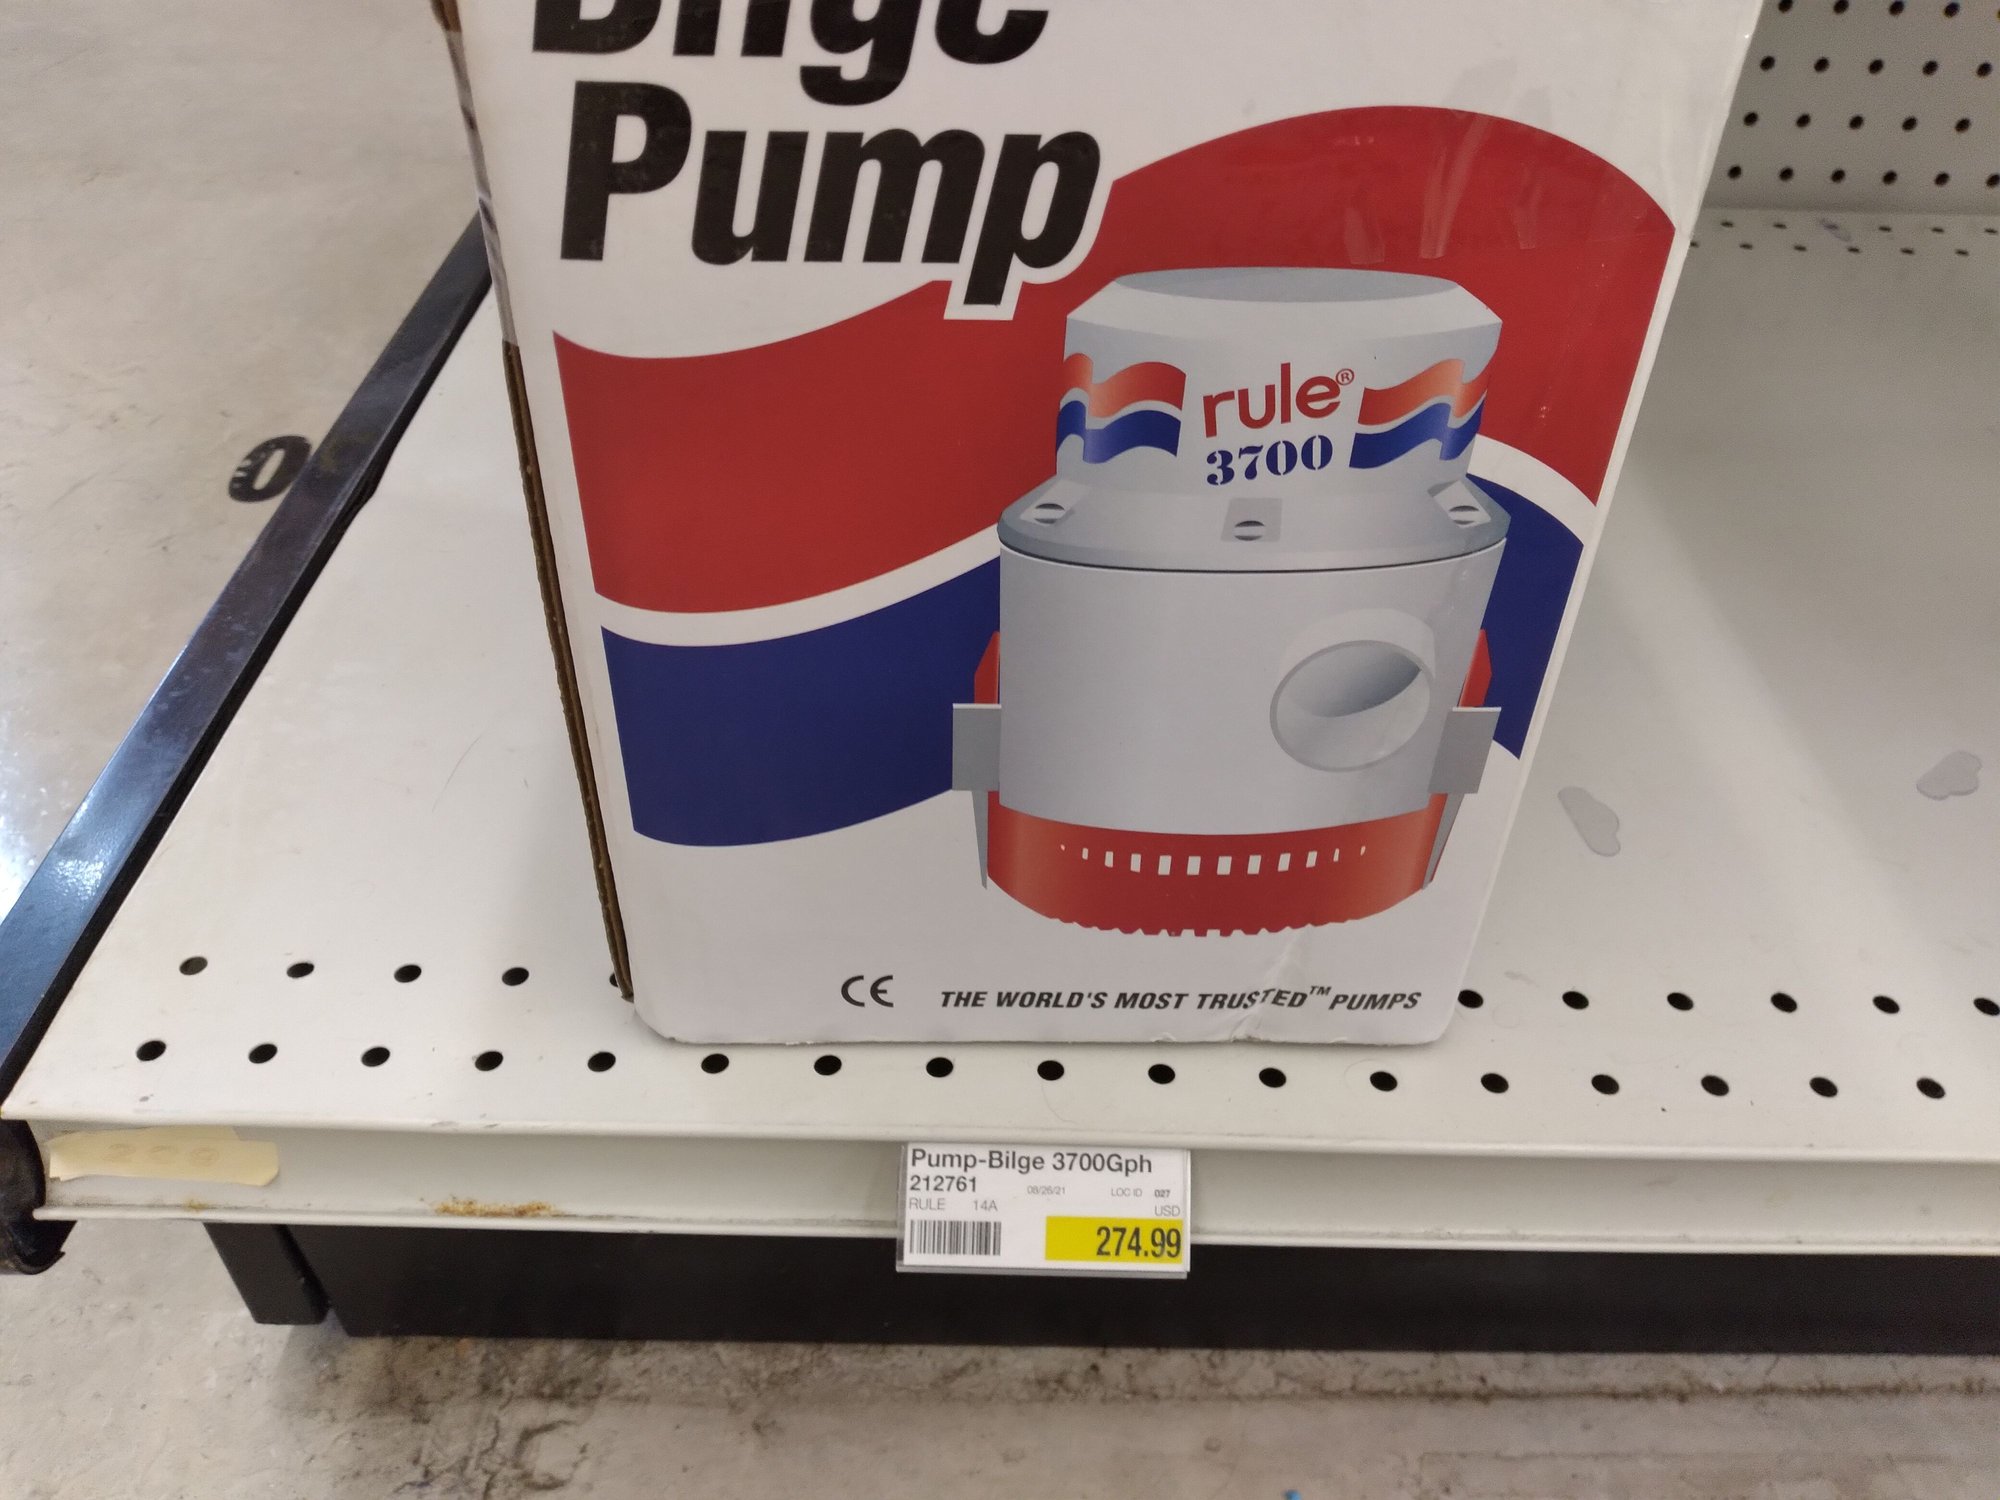 Bilge
Pump
rule®
3700
CE THE WORLD'S MOST TRUSTED™ PUMPS
Pump-Bilge 3700Gph
212761 08/26/21 LOC ID 027
RULE 14A USD
274.99